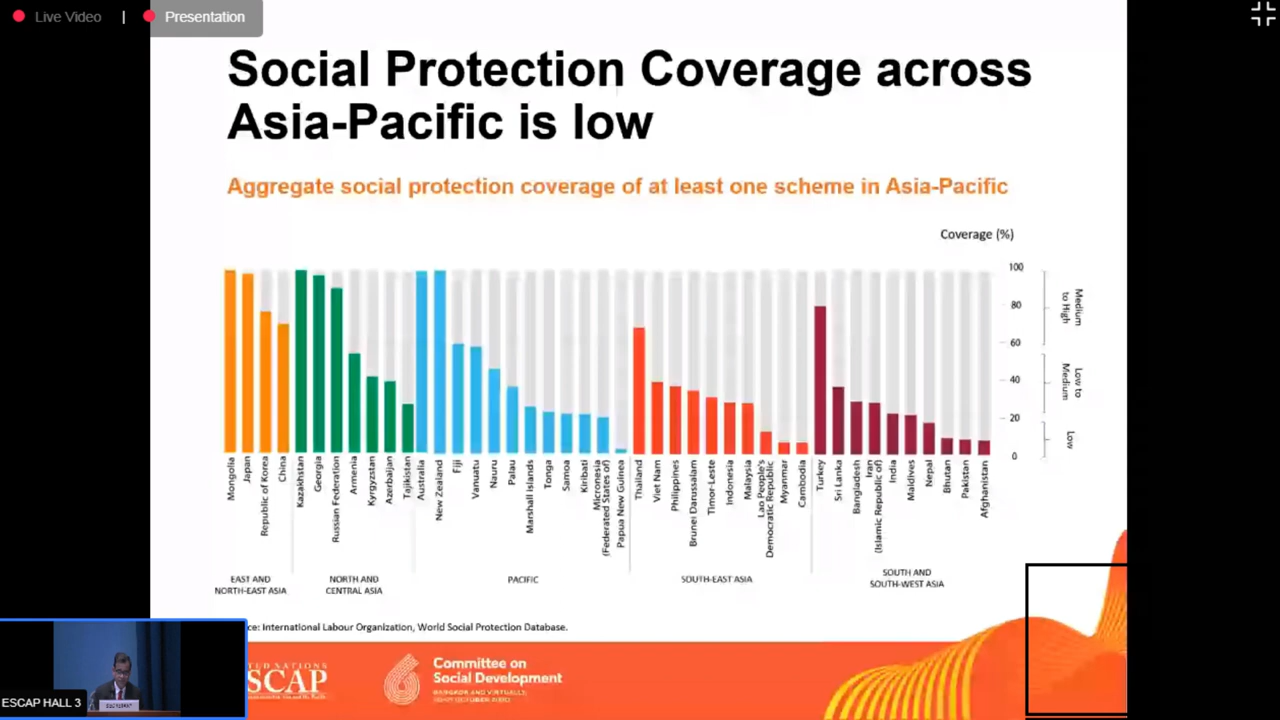 Live Video | Presentation
Social Protection Coverage across
Asia-Pacific is low
Aggregate social protection coverage of at least one scheme in Asia-Pacific
Coverage (%)
100
80
60
40
20
0
Medium
to High
Low to
Medium
Low
Mongolia
Japan
Republic of Korea
China
Kazakhstan
Georgia
Russian Federation
Armenia
Kyrgyzstan
Azerbaijan
Tajikistan
Australia
New Zealand
Fiji
Vanuatu
Nauru
Palau
Marshall Islands
Tonga
Samoa
Kiribati
Micronesia
(Federated States of)
Papua New Guinea
Thailand
Viet Nam
Philippines
Brunei Darussalam
Timor-Leste
Indonesia
Malaysia
Lao People's
Democratic Republic
Myanmar
Cambodia
Turkey
Sri Lanka
Bangladesh
Iran
(Islamic Republic of)
India
Maldives
Nepal
Bhutan
Pakistan
Afghanistan
EAST AND
NORTH-EAST ASIA
NORTH AND
CENTRAL ASIA
PACIFIC
SOUTH-EAST ASIA
SOUTH AND
SOUTH-WEST ASIA
ce: International Labour Organization, World Social Protection Database.
TED NATIONS
SCAP
Committee on
Social Development
BANGKOK AND VIRTUALLY
ESCAP HALL 3